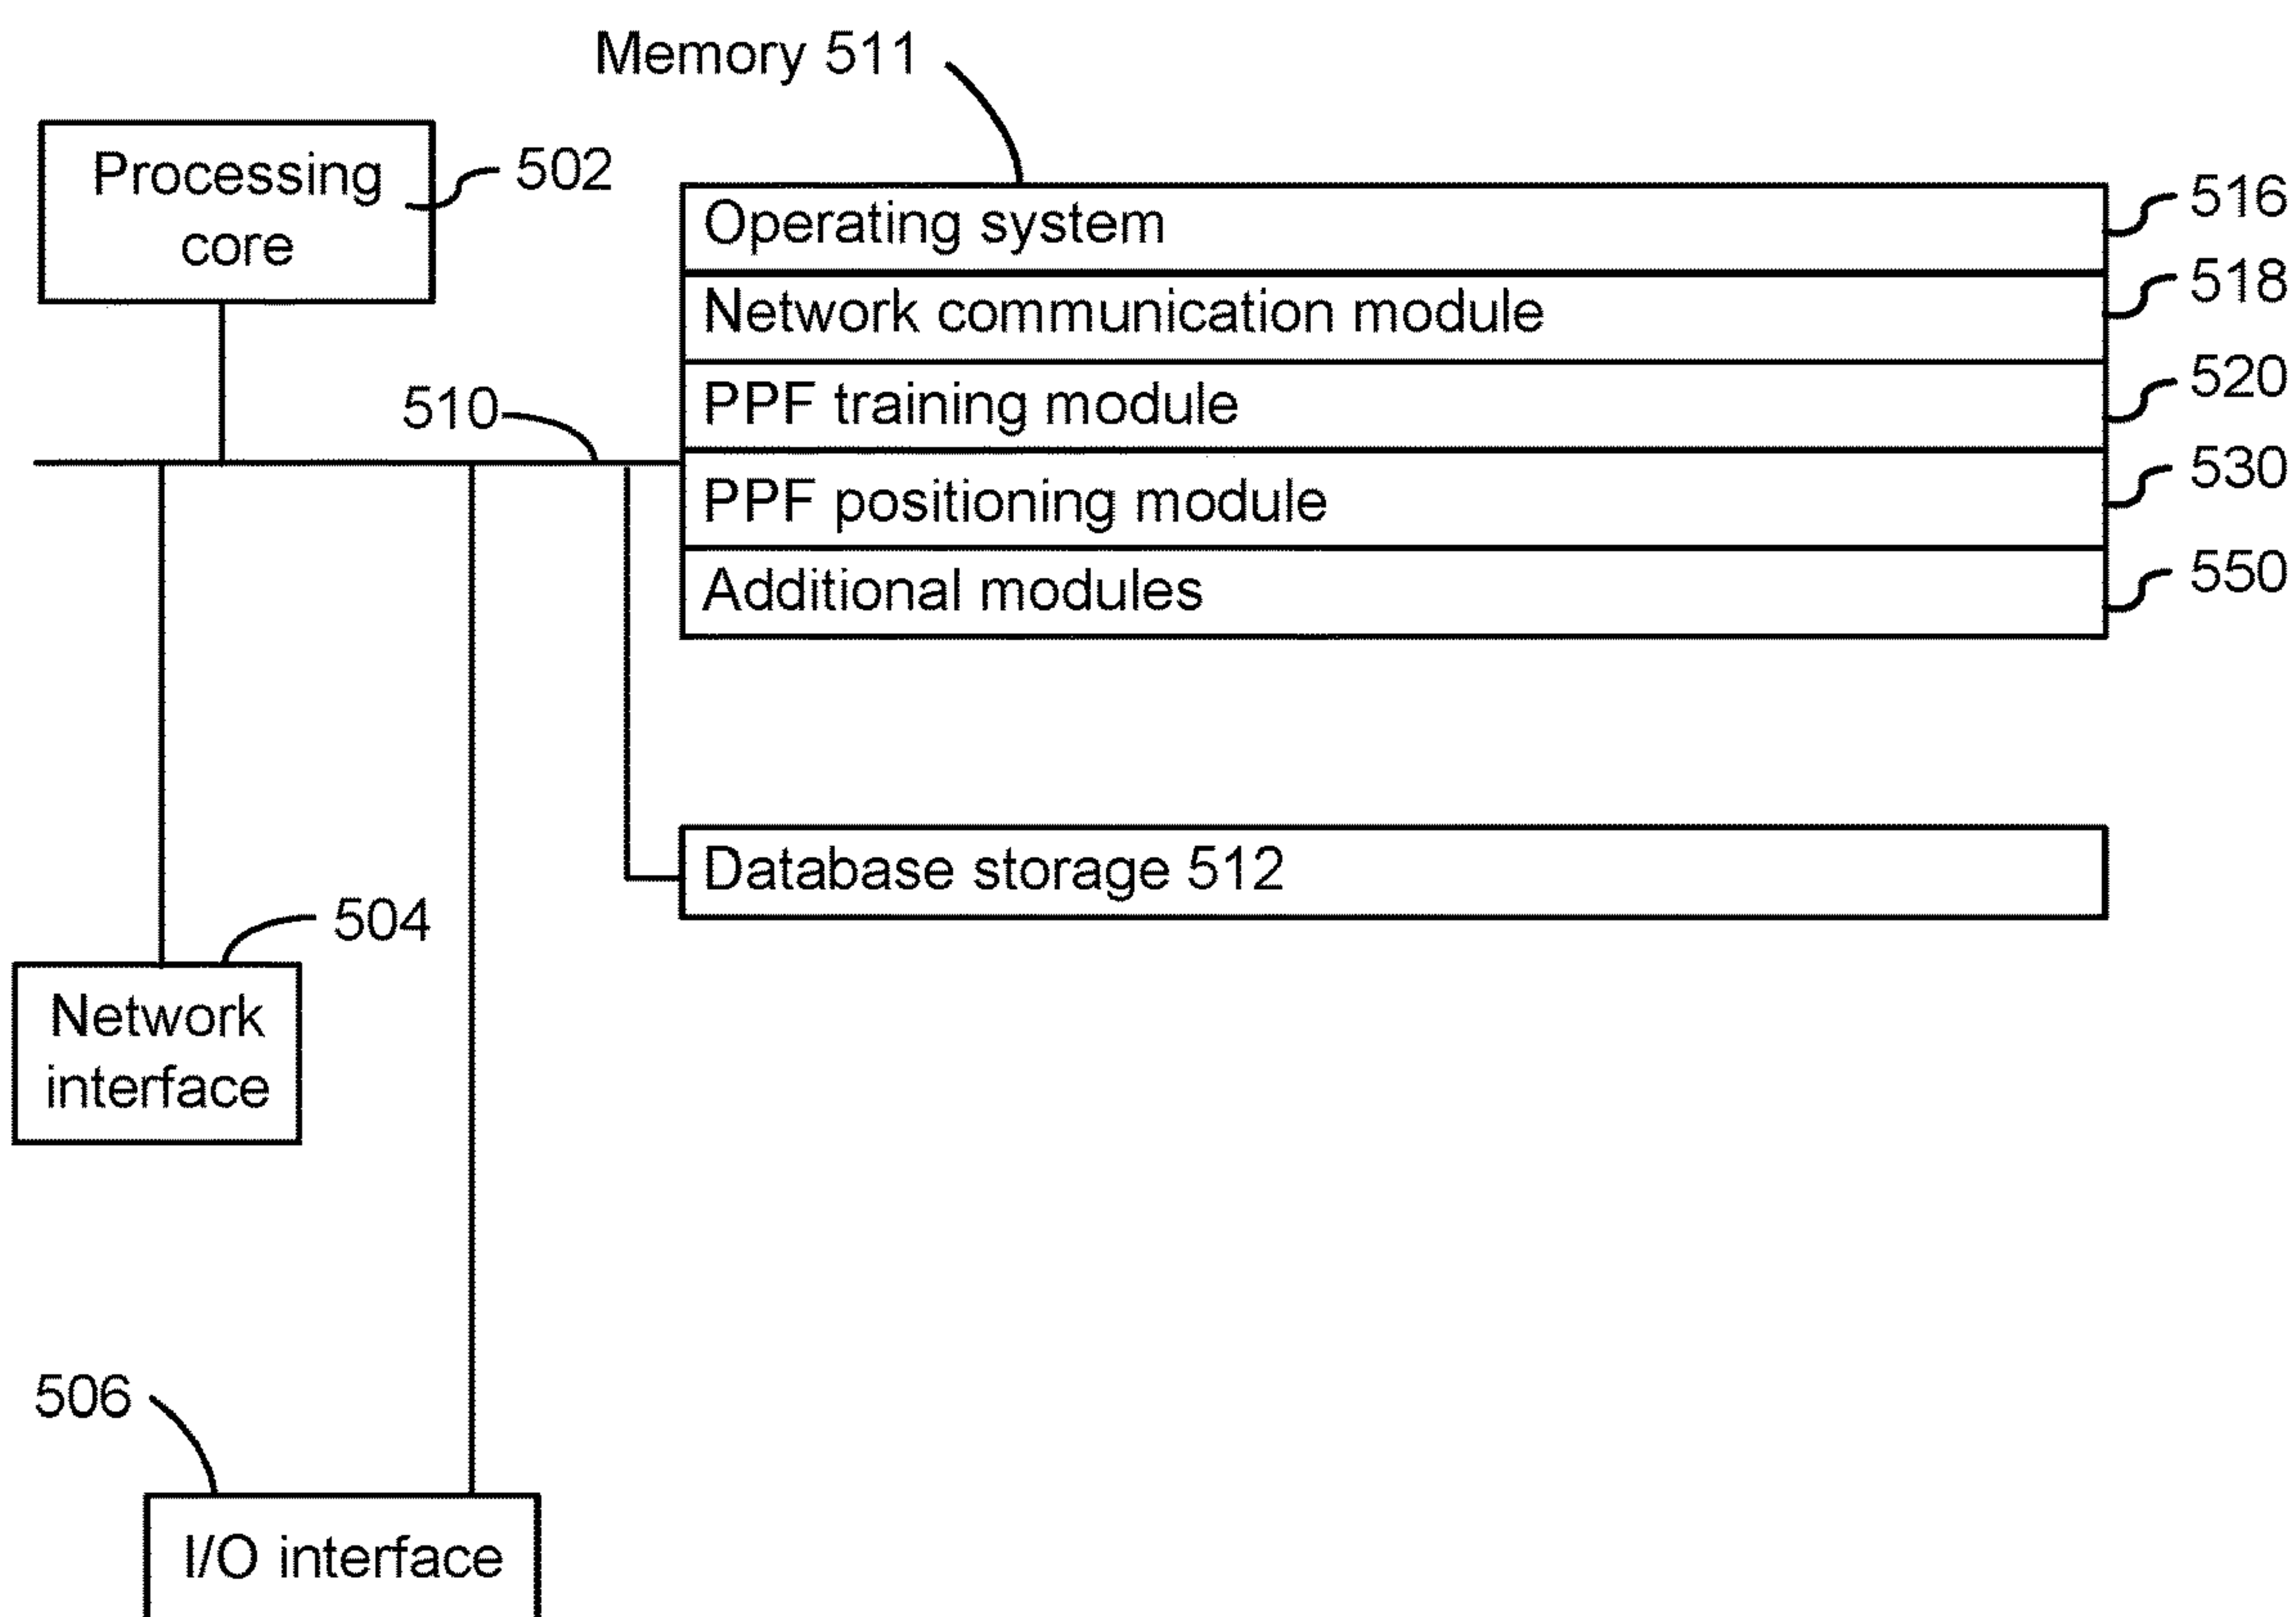 Memory 511
Processing
core
502
Operating system
516
Network communication module
518
PPF training module
520
510
PPF positioning module
530
Additional modules
550
Database storage 512
504
Network
interface
506
I/O interface